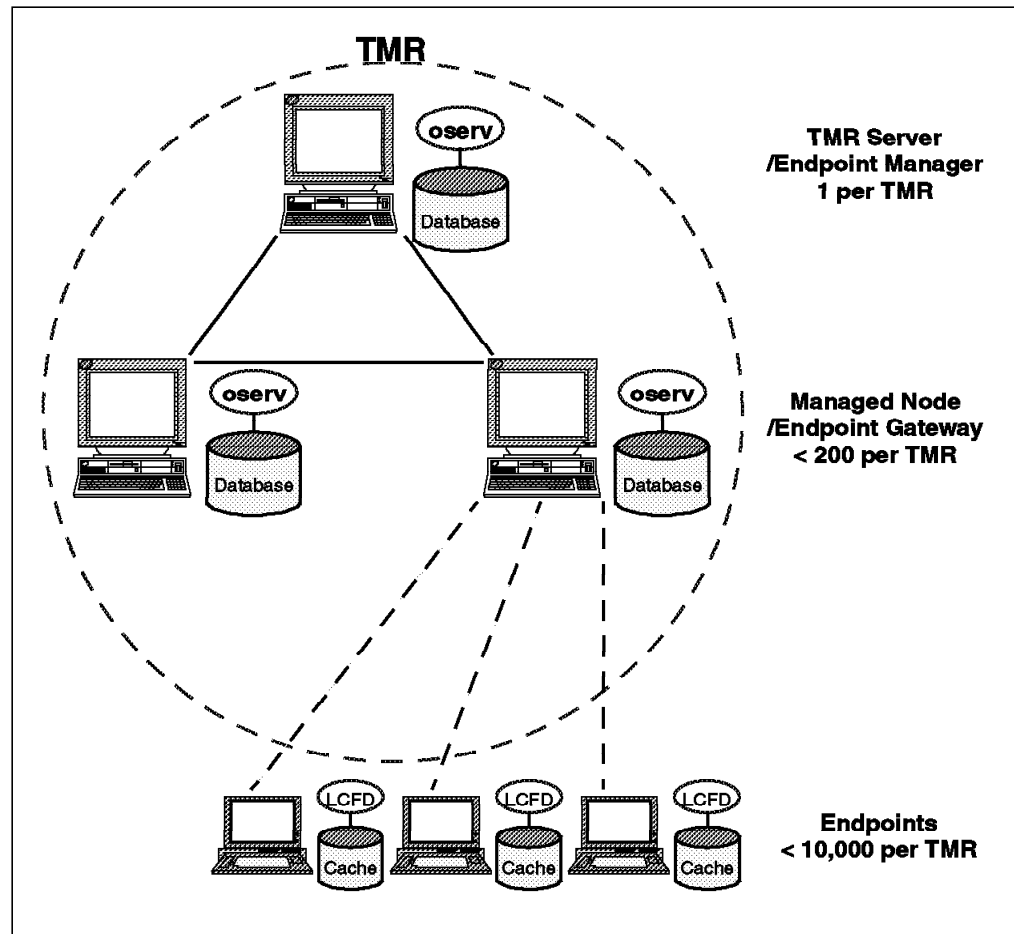 TMR
oserv
Database
TMR Server
/Endpoint Manager
1 per TMR
oserv
Database
oserv
Database
Managed Node
/Endpoint Gateway
< 200 per TMR
LCFD
Cache
LCFD
Cache
LCFD
Cache
Endpoints
< 10,000 per TMR